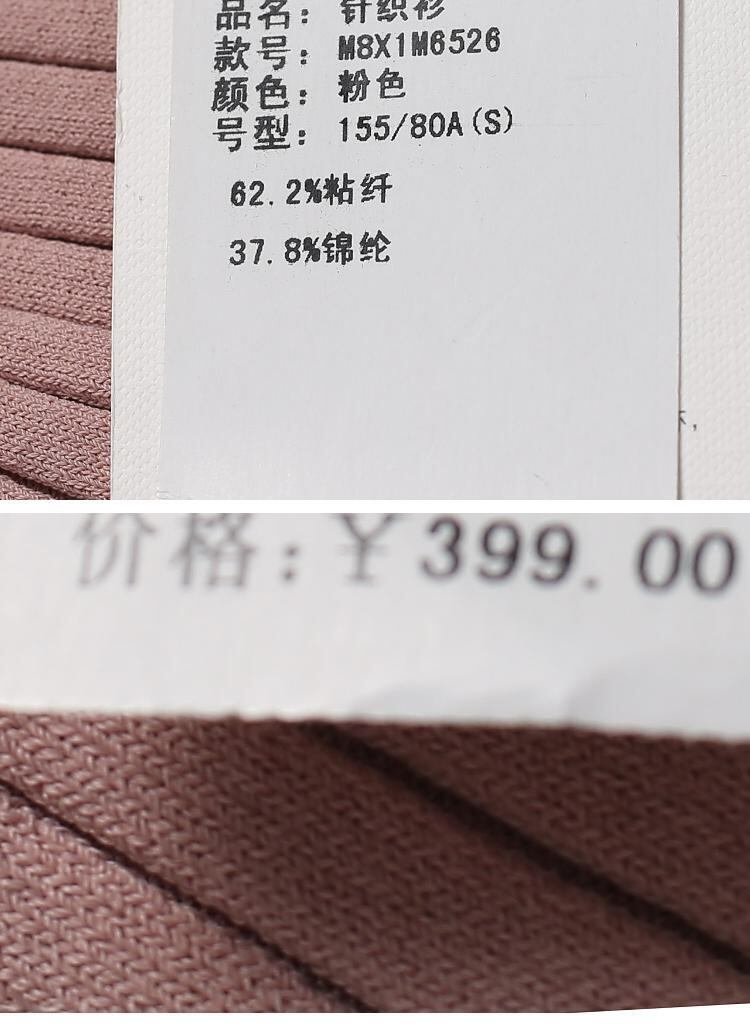 品名：针织衫
款号：M8X1M6526
颜色：粉色
号型：155/80A(S)
62.2%粘纤
37.8%锦纶
价格：￥399.00